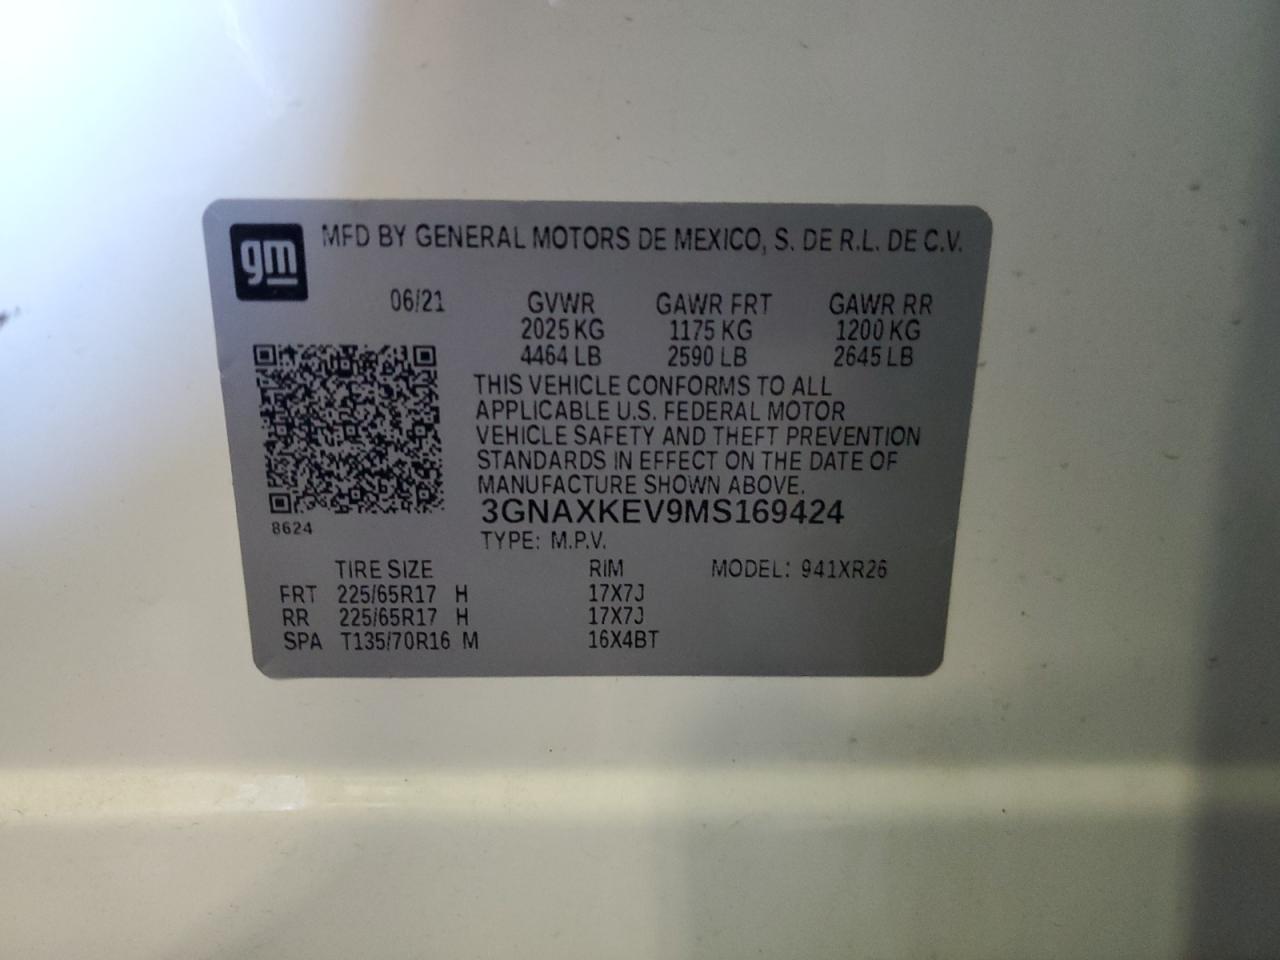 gm MFD BY GENERAL MOTORS DE MEXICO, S. DE R.L. DE C.V.
06/21 GVWR GAWR FRT GAWR RR
2025 KG 1175 KG 1200 KG
4464 LB 2590 LB 2645 LB
THIS VEHICLE CONFORMS TO ALL
APPLICABLE U.S. FEDERAL MOTOR
VEHICLE SAFETY AND THEFT PREVENTION
STANDARDS IN EFFECT ON THE DATE OF
MANUFACTURE SHOWN ABOVE.
3GNAXKEV9MS169424
8624
TYPE: M.P.V.
TIRE SIZE RIM MODEL: 941XR26
FRT 225/65R17 H 17X7J
RR 225/65R17 H 17X7J
SPA T135/70R16 M 16X4BT